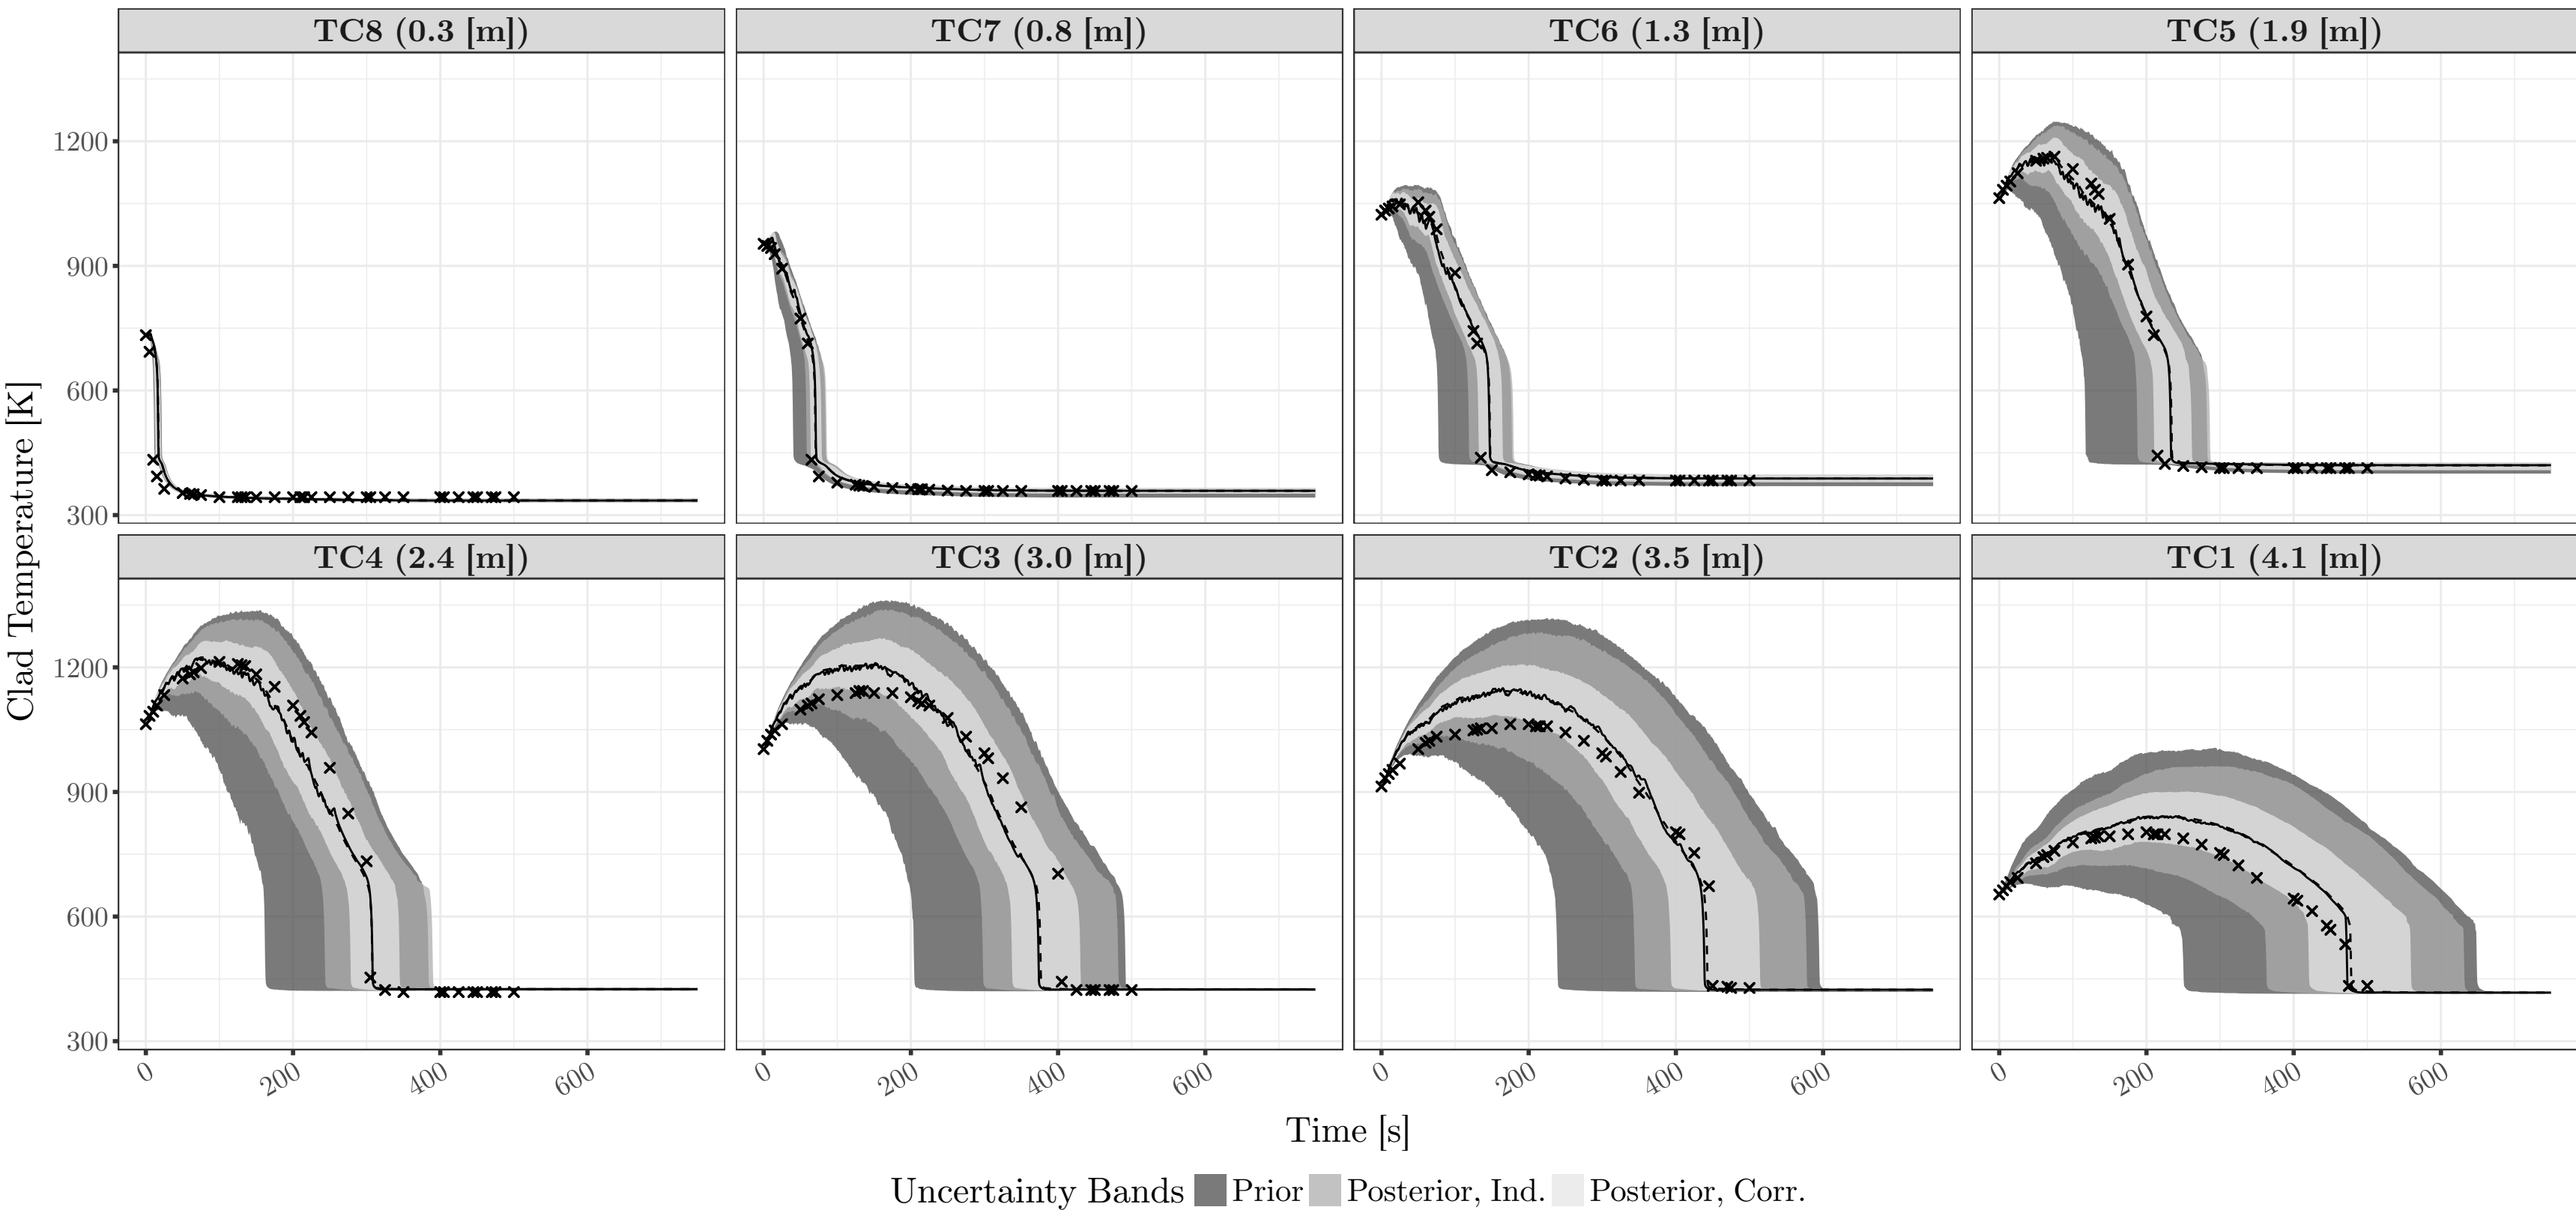 TC8 (0.3 [m])
TC7 (0.8 [m])
TC6 (1.3 [m])
TC5 (1.9 [m])
1200
900
600
300
TC4 (2.4 [m])
TC3 (3.0 [m])
TC2 (3.5 [m])
TC1 (4.1 [m])
1200
900
600
300
Clad Temperature [K]
0 200 400 600
0 200 400 600
0 200 400 600
0 200 400 600
Time [s]
Uncertainty Bands Prior Posterior, Ind. Posterior, Corr.